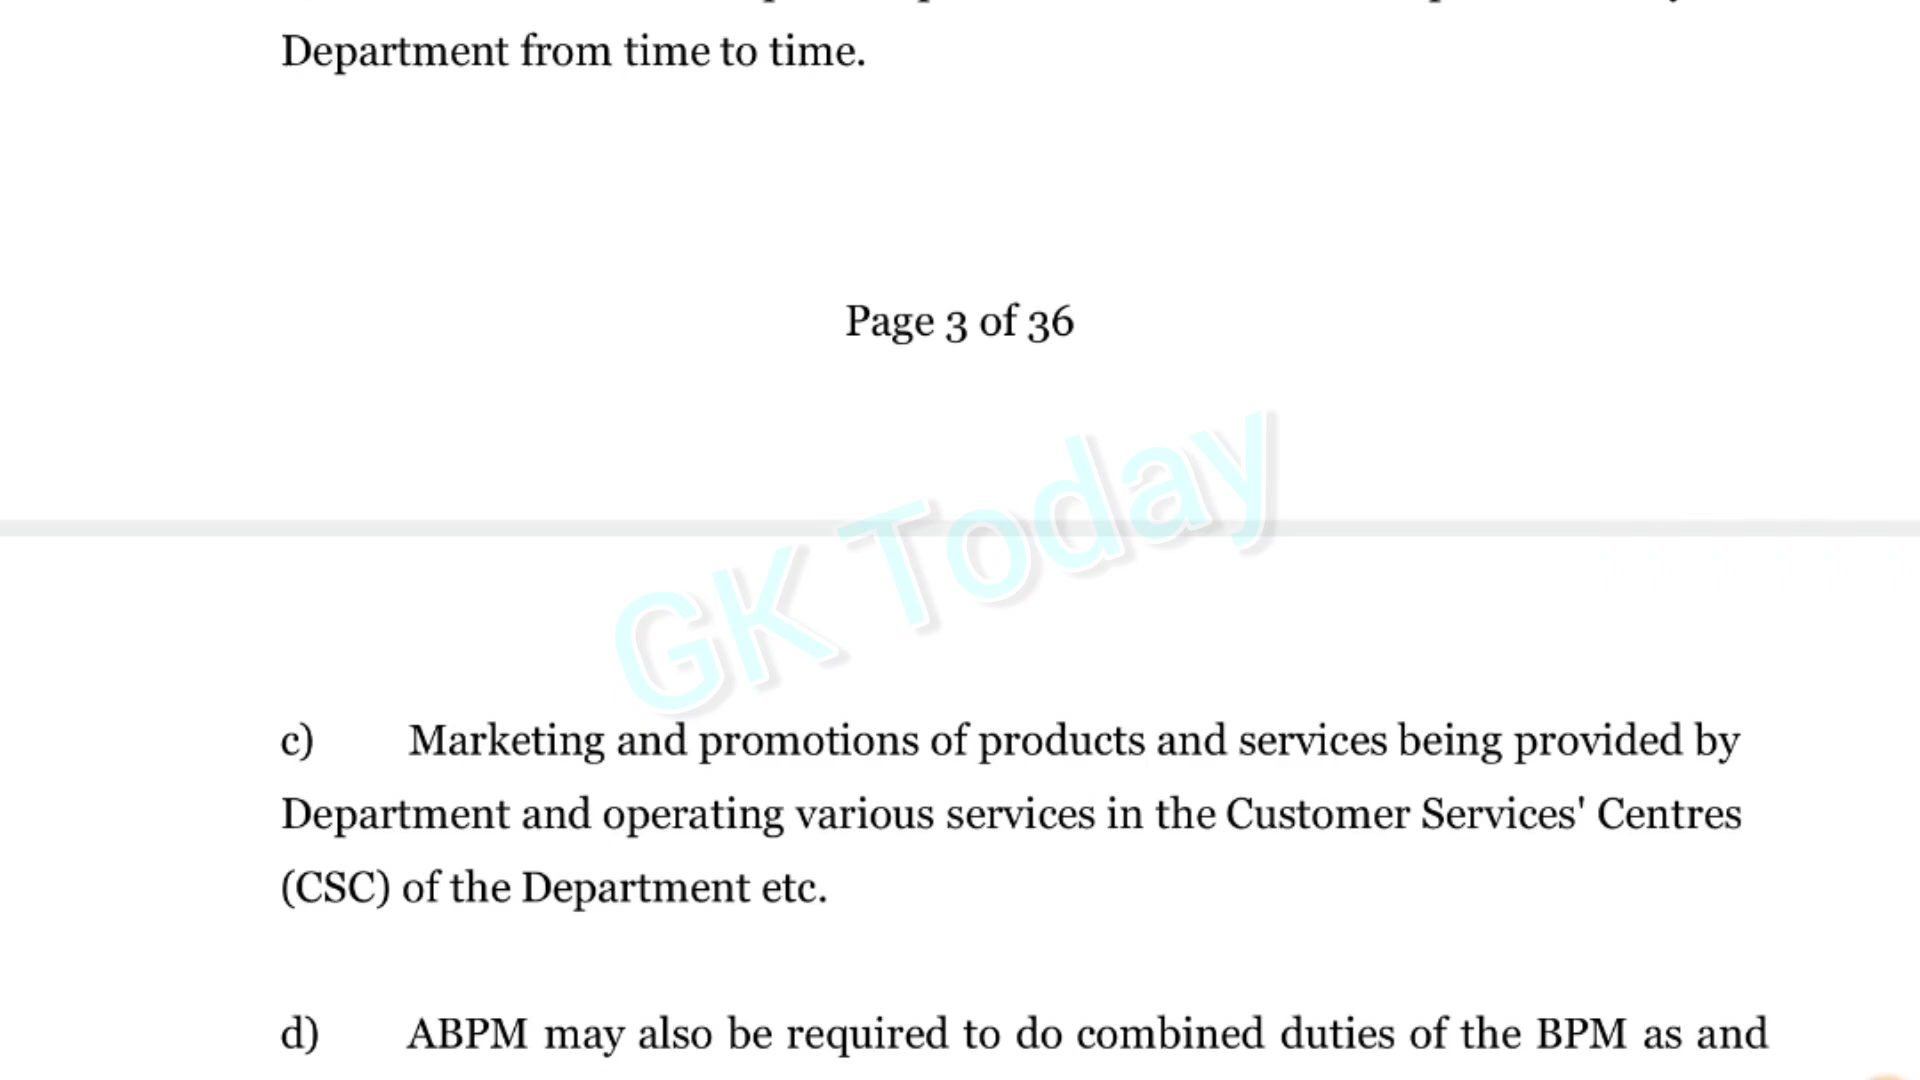 Department from time to time.
Page 3 of 36
GK Today
c) Marketing and promotions of products and services being provided by
Department and operating various services in the Customer Services' Centres
(CSC) of the Department etc.
d) ABPM may also be required to do combined duties of the BPM as and